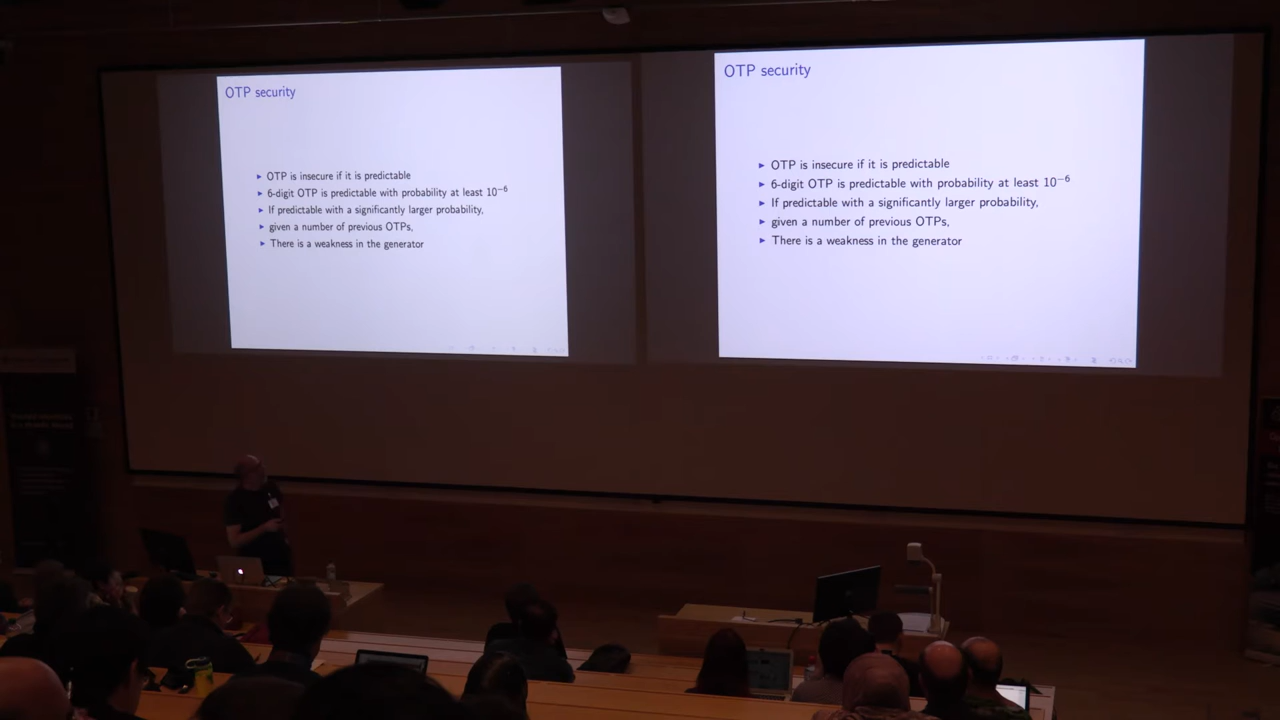 OTP security
▶ OTP is insecure if it is predictable
▶ 6-digit OTP is predictable with probability at least 10⁻⁶
▶ If predictable with a significantly larger probability,
▶ given a number of previous OTPs,
▶ There is a weakness in the generator
OTP security
▶ OTP is insecure if it is predictable
▶ 6-digit OTP is predictable with probability at least 10⁻⁶
▶ If predictable with a significantly larger probability,
▶ given a number of previous OTPs,
▶ There is a weakness in the generator